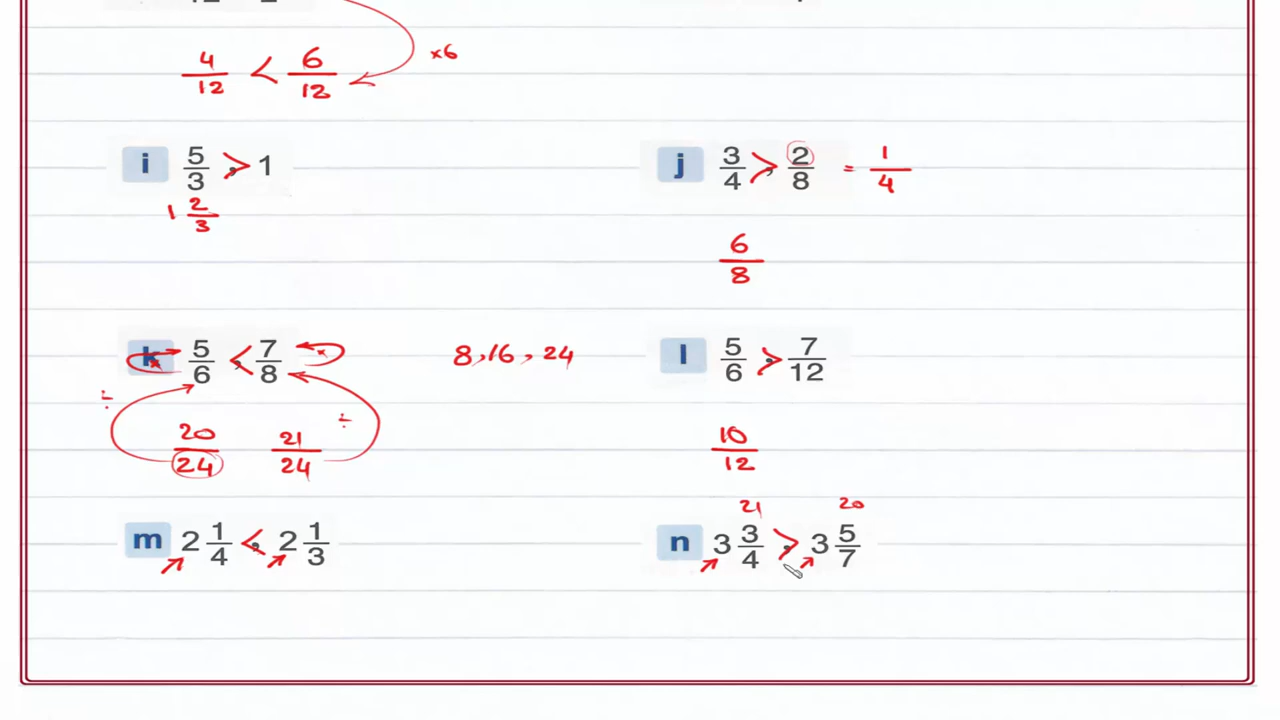 4/12 < 6/12 ×6
i 5/3 > 1
1 2/3
j 3/4 > 2/8 = 1/4
6/8
k 5/6 < 7/8 8,16,24
÷ 20/24 21/24 ÷
l 5/6 > 7/12
10/12
m 2 1/4 < 2 1/3
21 20
n 3 3/4 > 3 5/7